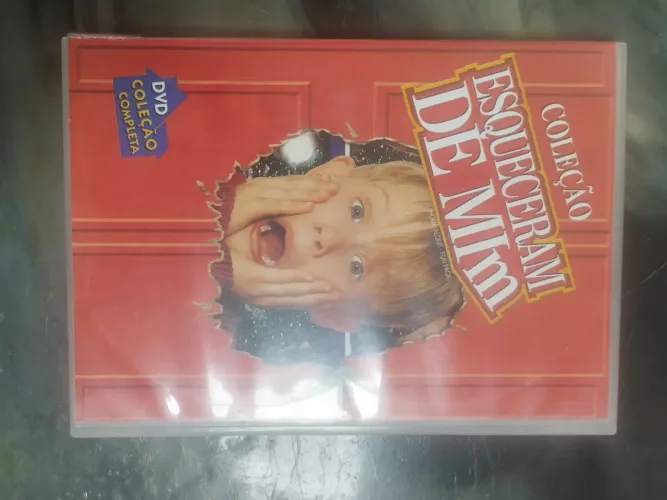 COLEÇÃO
ESQUECERAM
DE MIM
DVD
COLEÇÃO
COMPLETA